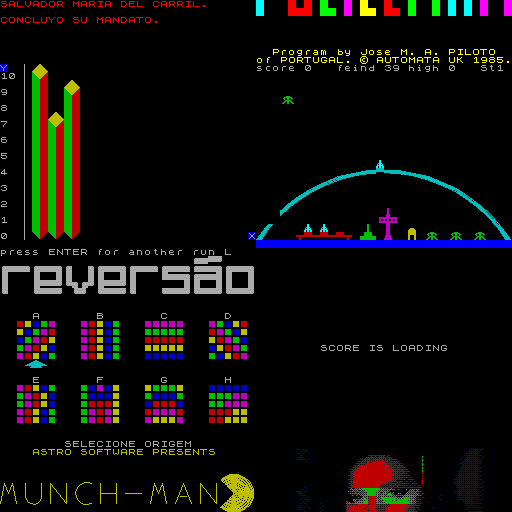 SALVADOR MARIA DEL CARRIL.
CONCLUYO SU MANDATO.
Y
10
9
8
7
6
5
4
3
2
1
0
X
press ENTER for another run L
Program by Jose M. A. PILOTO
of PORTUGAL. © AUTOMATA UK 1985.
score 0 feind 39 high 0 St1
reversão
A B C D
E F G H
SELECIONE ORIGEM
ASTRO SOFTWARE PRESENTS
MUNCH-MAN
SCORE IS LOADING